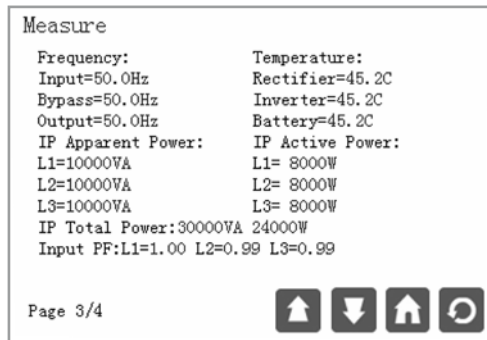 Measure
Frequency: Temperature:
Input=50.0Hz Rectifier=45.2C
Bypass=50.0Hz Inverter=45.2C
Output=50.0Hz Battery=45.2C
IP Apparent Power: IP Active Power:
L1=10000VA L1= 8000W
L2=10000VA L2= 8000W
L3=10000VA L3= 8000W
IP Total Power:30000VA 24000W
Input PF:L1=1.00 L2=0.99 L3=0.99
Page 3/4